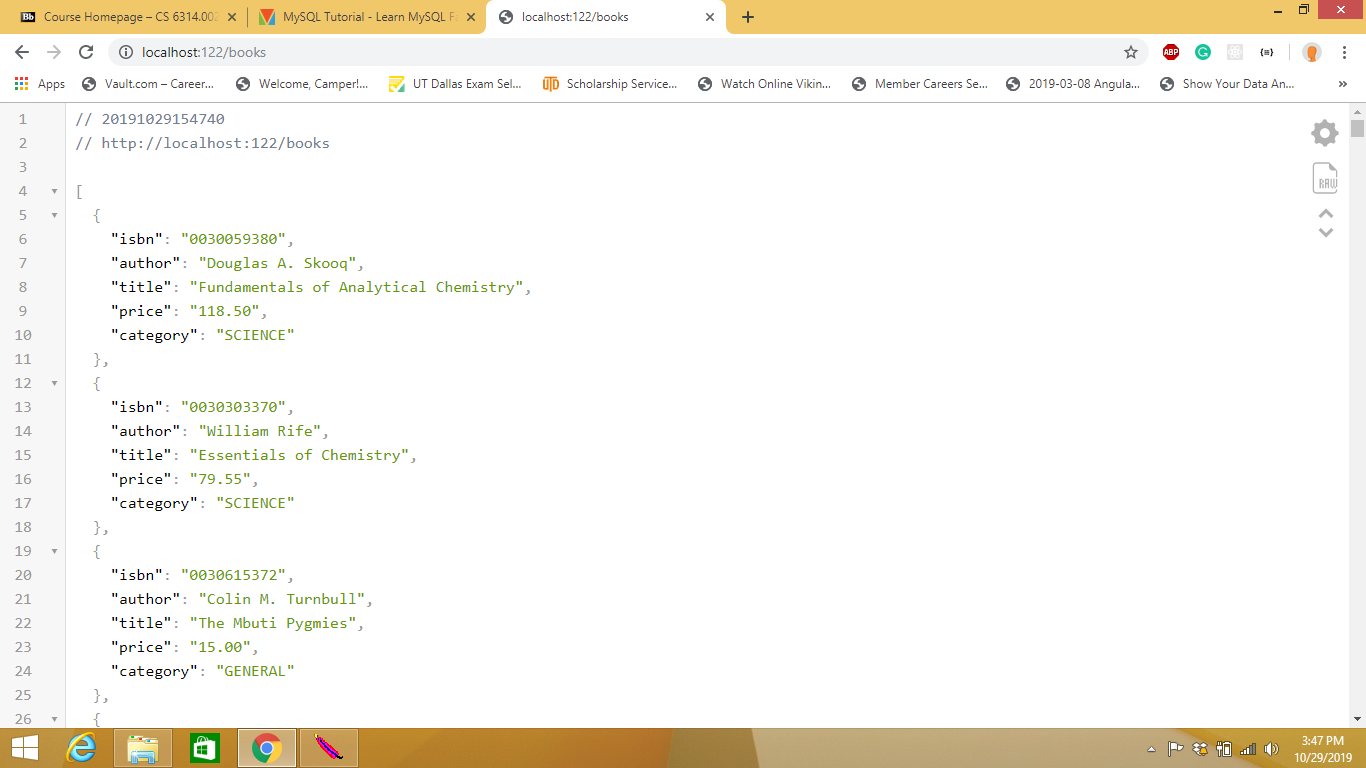 Course Homepage – CS 6314.002
MySQL Tutorial - Learn MySQL Fa
localhost:122/books
localhost:122/books
ABP
Apps
Vault.com – Career...
Welcome, Camper!...
UT Dallas Exam Sel...
Scholarship Service...
Watch Online Vikin...
Member Careers Se...
2019-03-08 Angula...
Show Your Data An...
»
1 // 20191029154740
2 // http://localhost:122/books
3
4 [
5 {
6 "isbn": "0030059380",
7 "author": "Douglas A. Skooq",
8 "title": "Fundamentals of Analytical Chemistry",
9 "price": "118.50",
10 "category": "SCIENCE"
11 },
12 {
13 "isbn": "0030303370",
14 "author": "William Rife",
15 "title": "Essentials of Chemistry",
16 "price": "79.55",
17 "category": "SCIENCE"
18 },
19 {
20 "isbn": "0030615372",
21 "author": "Colin M. Turnbull",
22 "title": "The Mbuti Pygmies",
23 "price": "15.00",
24 "category": "GENERAL"
25 },
26 {
RAW
3:47 PM
10/29/2019